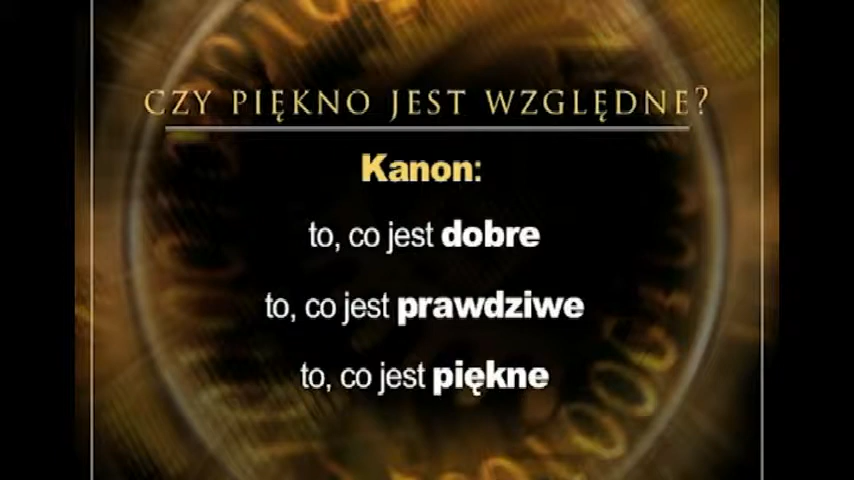 CZY PIĘKNO JEST WZGLĘDNE?
Kanon:
to, co jest dobre
to, co jest prawdziwe
to, co jest piękne